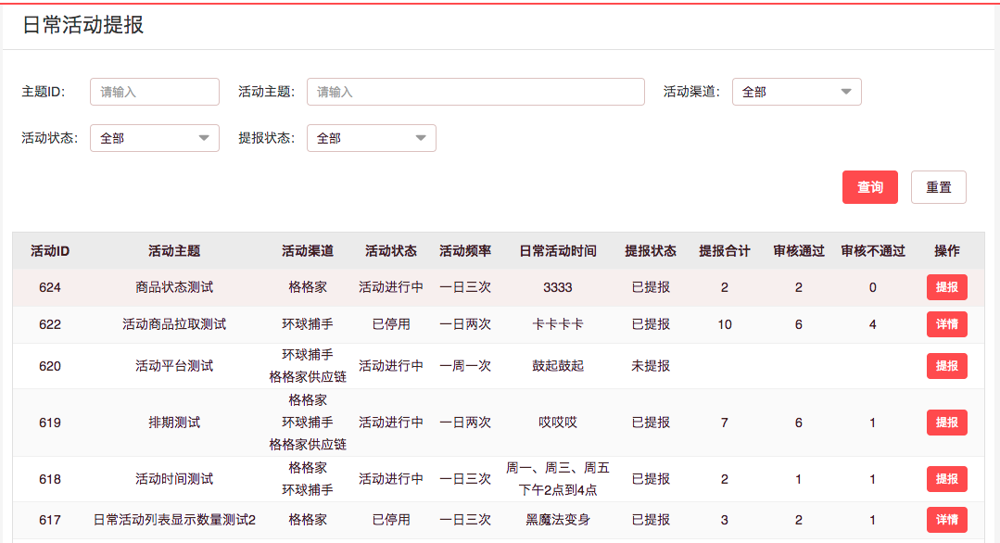 日常活动提报
主题ID: 请输入 活动主题: 请输入 活动渠道: 全部
活动状态: 全部 提报状态: 全部
查询 重置
活动ID 活动主题 活动渠道 活动状态 活动频率 日常活动时间 提报状态 提报合计 审核通过 审核不通过 操作
624 商品状态测试 格格家 活动进行中 一日三次 3333 已提报 2 2 0 提报
622 活动商品拉取测试 环球捕手 已停用 一日两次 卡卡卡卡 已提报 10 6 4 详情
620 活动平台测试 环球捕手 格格家供应链 活动进行中 一周一次 鼓起鼓起 未提报 提报
619 排期测试 格格家 环球捕手 格格家供应链 活动进行中 一日两次 哎哎哎 已提报 7 6 1 提报
618 活动时间测试 格格家 环球捕手 活动进行中 一日三次 周一、周三、周五 下午2点到4点 已提报 2 1 1 提报
617 日常活动列表显示数量测试2 格格家 已停用 一日三次 黑魔法变身 已提报 3 2 1 详情